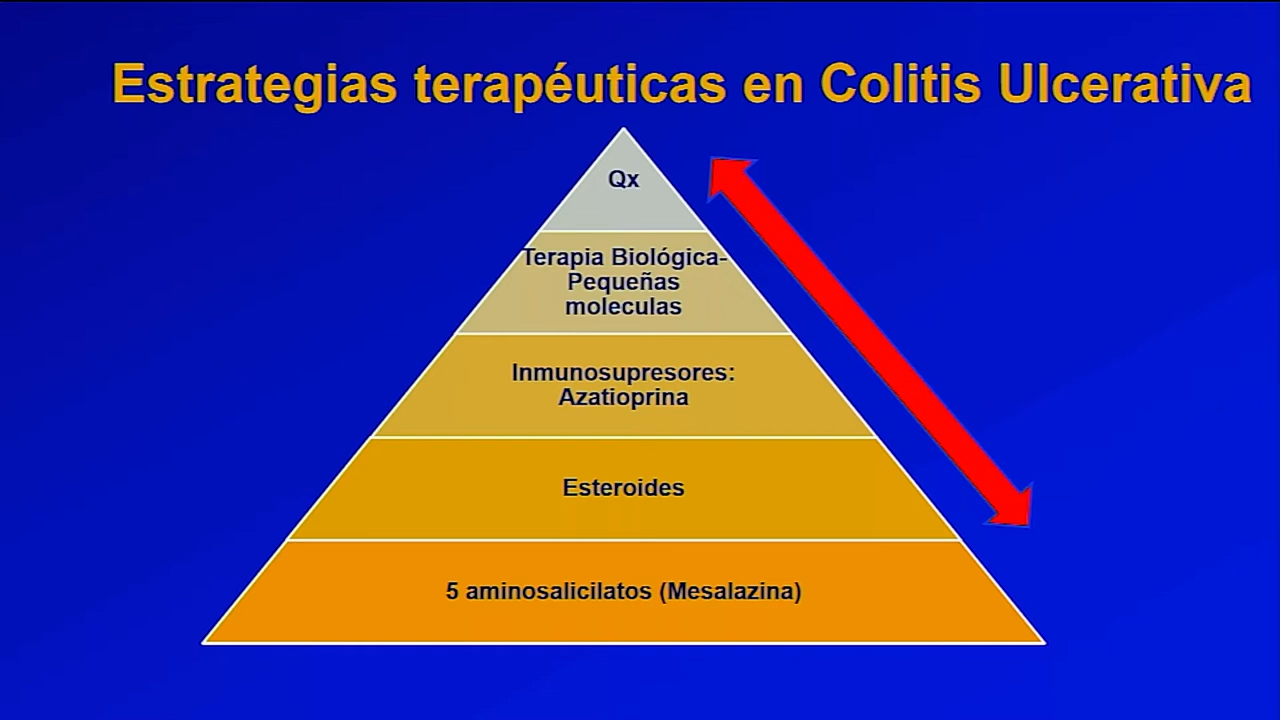 Estrategias terapéuticas en Colitis Ulcerativa
Qx
Terapia Biológica-
Pequeñas
moleculas
Inmunosupresores:
Azatioprina
Esteroides
5 aminosalicilatos (Mesalazina)